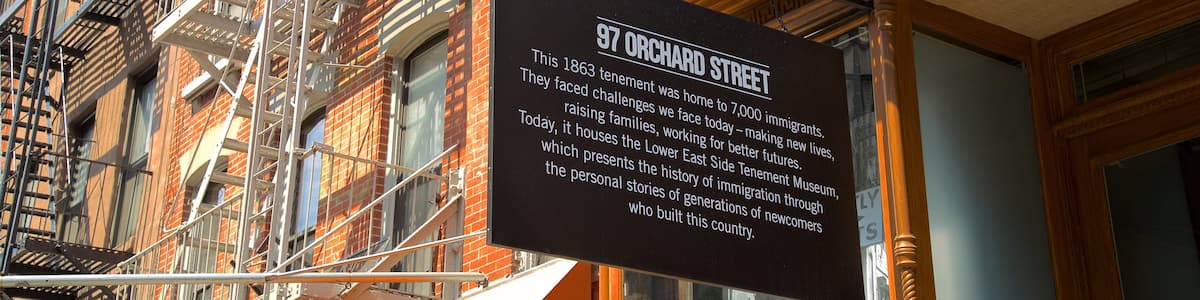 97 ORCHARD STREET
This 1863 tenement was home to 7,000 immigrants.
They faced challenges we face today – making new lives,
raising families, working for better futures.
Today, it houses the Lower East Side Tenement Museum,
which presents the history of immigration through
the personal stories of generations of newcomers
who built this country.